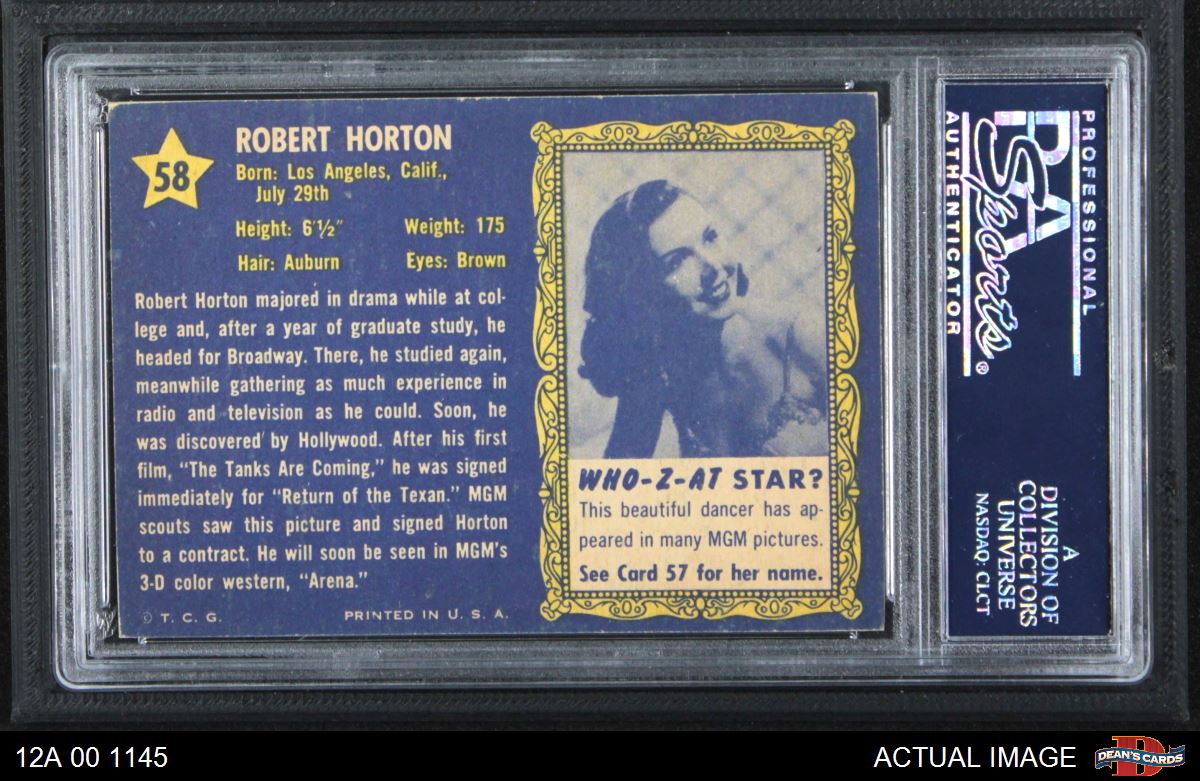 58
ROBERT HORTON
Born: Los Angeles, Calif.,
July 29th
Height: 6'½" Weight: 175
Hair: Auburn Eyes: Brown
Robert Horton majored in drama while at col-
lege and, after a year of graduate study, he
headed for Broadway. There, he studied again,
meanwhile gathering as much experience in
radio and television as he could. Soon, he
was discovered by Hollywood. After his first
film, "The Tanks Are Coming," he was signed
immediately for "Return of the Texan." MGM
scouts saw this picture and signed Horton
to a contract. He will soon be seen in MGM's
3-D color western, "Arena."
© T. C. G. PRINTED IN U. S. A.
WHO-Z-AT STAR?
This beautiful dancer has ap-
peared in many MGM pictures.
See Card 57 for her name.
PROFESSIONAL
PSA
Sports®
AUTHENTICATOR
A
DIVISION OF
COLLECTORS
UNIVERSE
NASDAQ: CLCT
12A 00 1145
ACTUAL IMAGE
D
DEAN'S CARDS